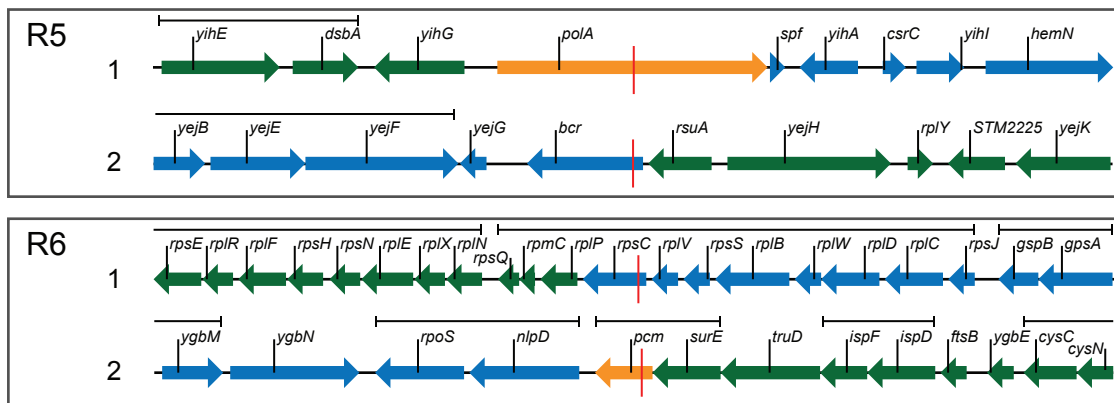 R5
yihE dsbA yihG polA spf yihA csrC yihI hemN
1
yejB yejE yejF yejG bcr rsuA yejH rplY STM2225 yejK
2
R6
rpsE rplR rplF rpsH rpsN rplE rplX rplN rpsQ rpmC rplP rpsC rplV rpsS rplB rplW rplD rplC rpsJ gspB gpsA
1
ygbM ygbN rpoS nlpD pcm surE truD ispF ispD ftsB ygbE cysC cysN
2